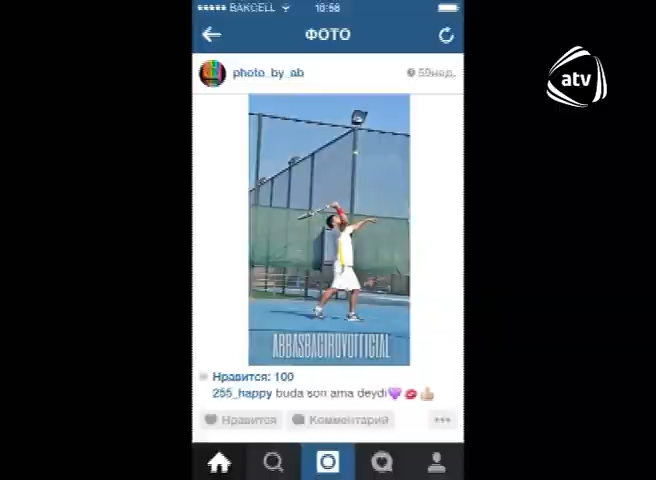 BAKCELL 10:58
ФОТО
atv
photo_by_ab 59нед.
ABBASBAGIROVOFFICIAL
Нравится: 100
255_happy buda son ama deydi💜💋👍
Нравится Комментарий